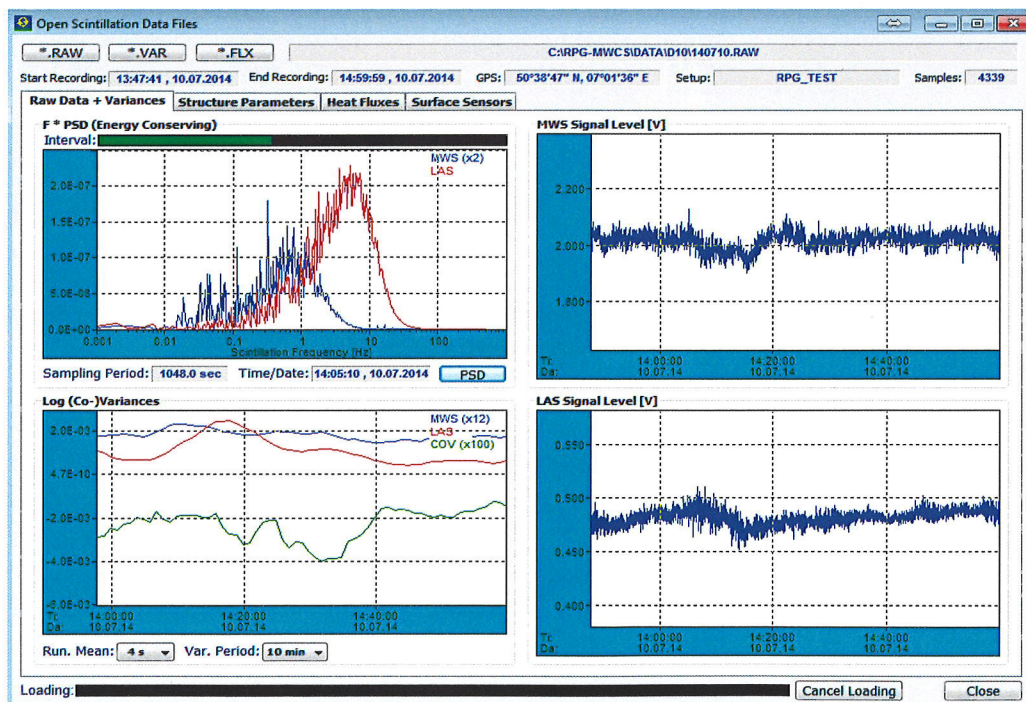 Open Scintillation Data Files
*.RAW *.VAR *.FLX C:\RPG-MWCS\DATA\D10\140710.RAW
Start Recording: 13:47:41 , 10.07.2014 End Recording: 14:59:59 , 10.07.2014 GPS: 50°38'47" N, 07°01'36" E Setup: RPG_TEST Samples: 4339
Raw Data + Variances Structure Parameters Heat Fluxes Surface Sensors
F * PSD (Energy Conserving)
Interval:
MWS (x2)
LAS
2.0E-07
1.5E-07
1.0E-07
5.0E-08
0.0E+00
0.001 0.01 0.1 1 10 100
Scintillation Frequency [Hz]
Sampling Period: 1048.0 sec Time/Date: 14:05:10 , 10.07.2014 PSD
MWS Signal Level [V]
2.200
2.000
1.800
Ti: 14:00:00 14:20:00 14:40:00
Da: 10.07.14 10.07.14 10.07.14
Log (Co-)Variances
MWS (x12)
LAS
COV (x100)
2.0E-03
4.7E-10
-2.0E-03
-4.0E-03
-6.0E-03
Ti: 14:00:00 14:20:00 14:40:00
Da: 10.07.14 10.07.14 10.07.14
Run. Mean: 4 s Var. Period: 10 min
LAS Signal Level [V]
0.550
0.500
0.450
0.400
Ti: 14:00:00 14:20:00 14:40:00
Da: 10.07.14 10.07.14 10.07.14
Loading: Cancel Loading Close